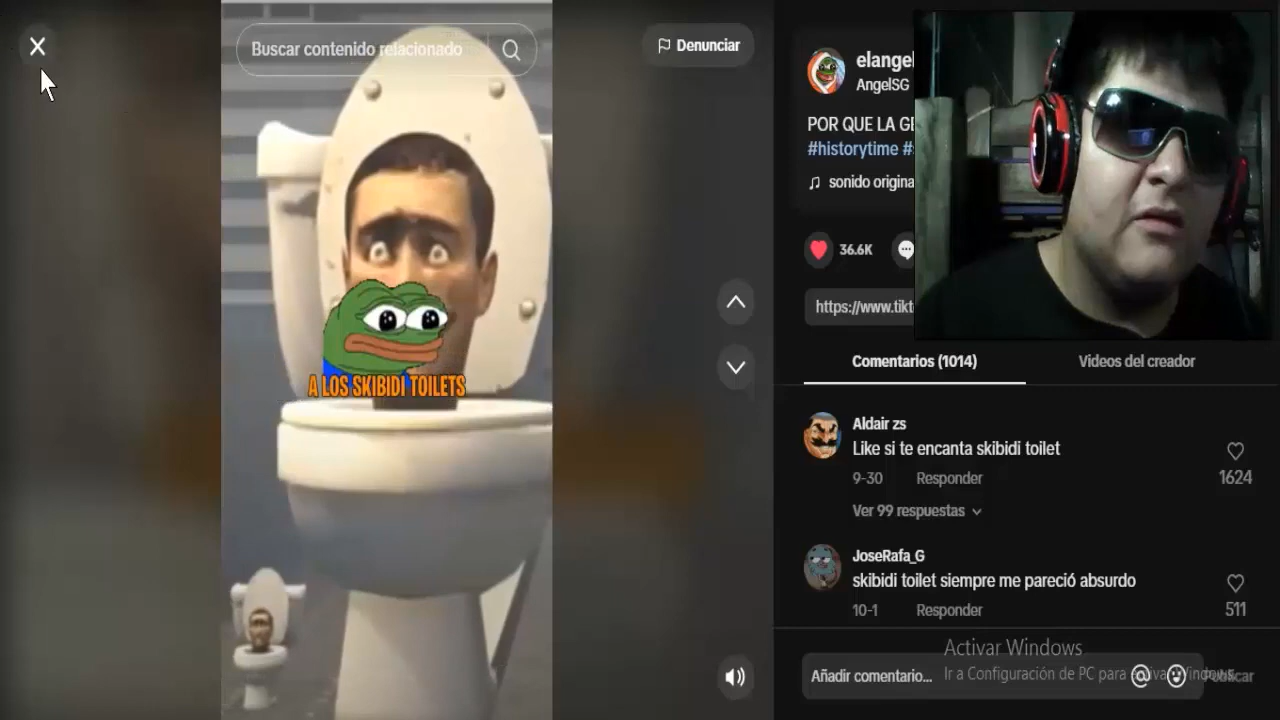 Buscar contenido relacionado
Denunciar
A LOS SKIBIDI TOILETS
elangel
AngelSG
POR QUE LA GE
#historytime #s
sonido origina
36.6K
https://www.tikt
Comentarios (1014)
Videos del creador
Aldair zs
Like si te encanta skibidi toilet
9-30 Responder
1624
Ver 99 respuestas
JoseRafa_G
skibidi toilet siempre me pareció absurdo
10-1 Responder
511
Activar Windows
Ir a Configuración de PC para activar Windows.
Añadir comentario...
Publicar